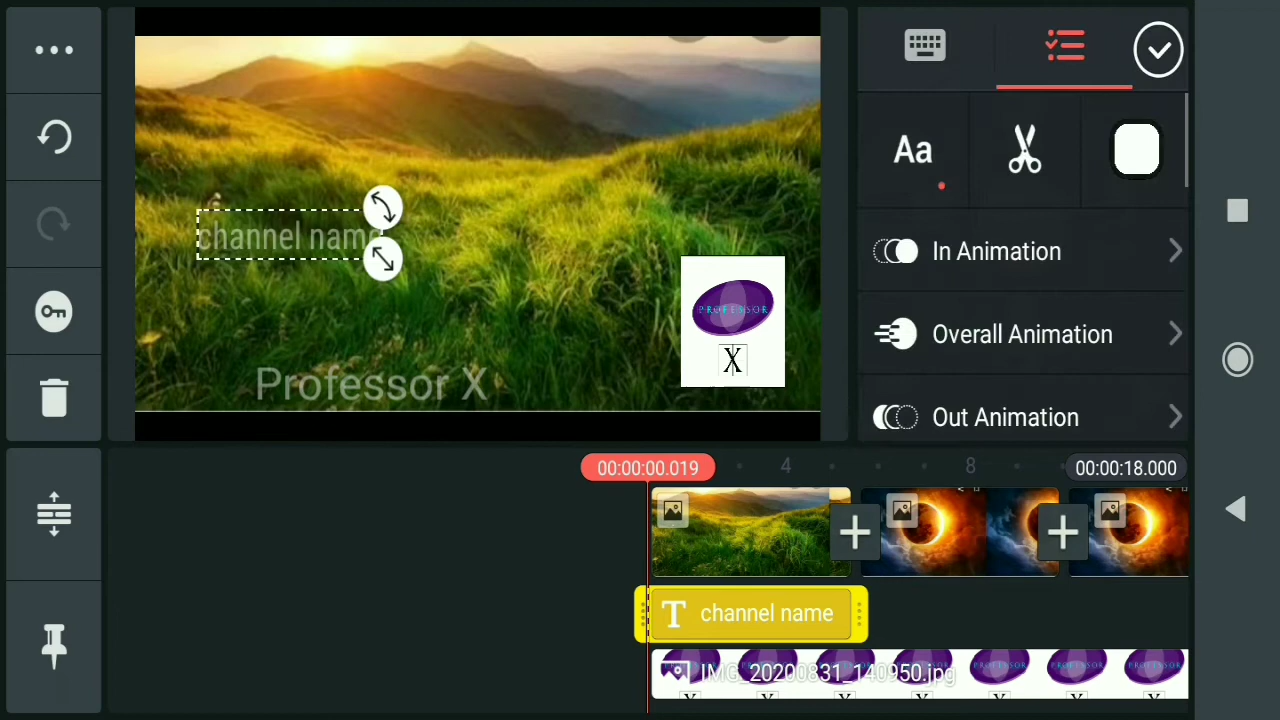 channel name
PROFESSOR
X
Professor X
Aa
In Animation
Overall Animation
Out Animation
00:00:00.019
4
8
00:00:18.000
T channel name
IMG_20200831_140950.jpg